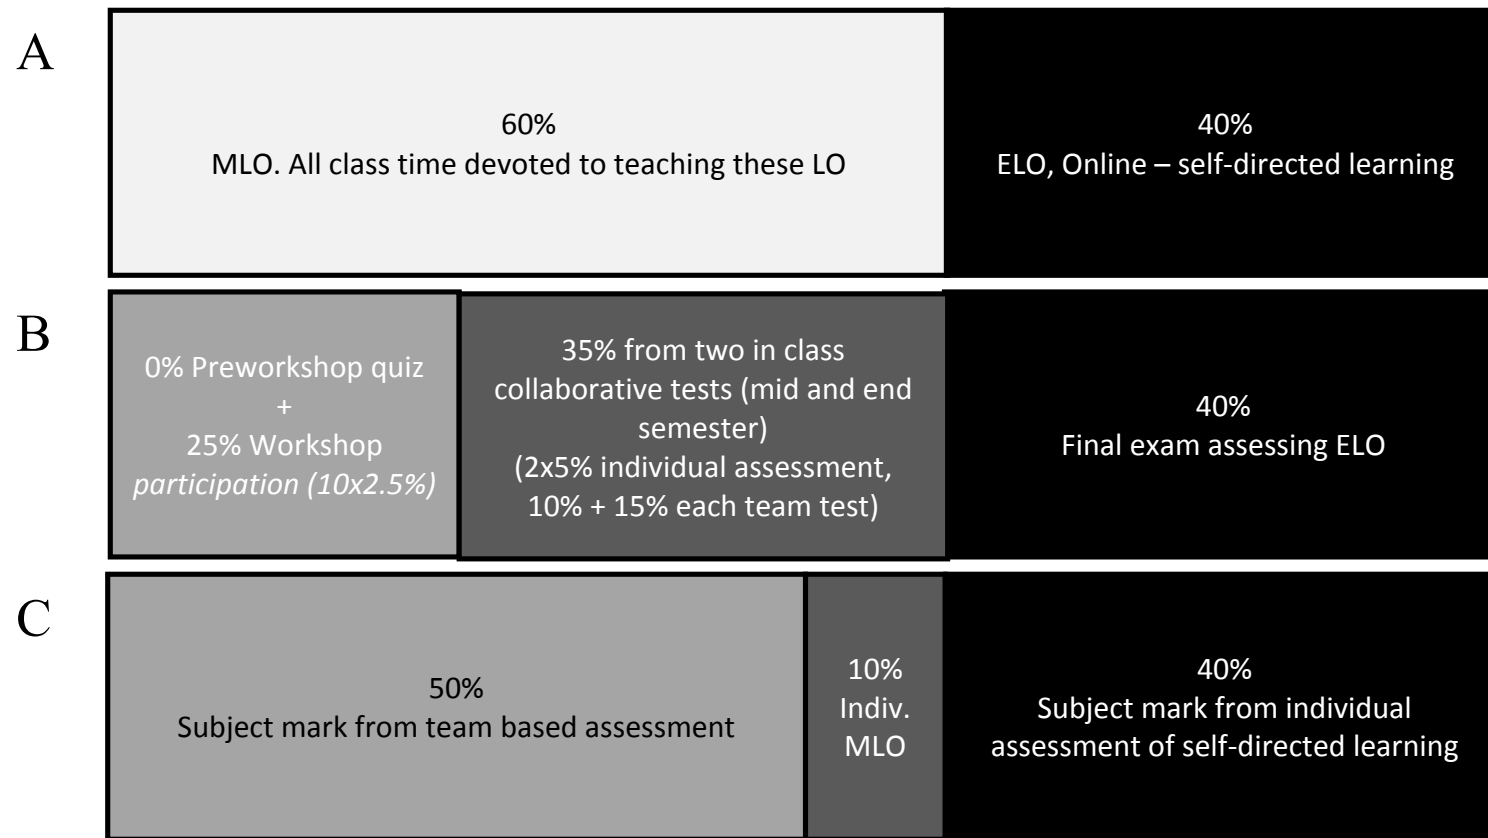 A
60%
MLO. All class time devoted to teaching these LO
40%
ELO, Online – self-directed learning
B
0% Preworkshop quiz
+
25% Workshop
participation (10x2.5%)
35% from two in class
collaborative tests (mid and end
semester)
(2x5% individual assessment,
10% + 15% each team test)
40%
Final exam assessing ELO
C
50%
Subject mark from team based assessment
10%
Indiv.
MLO
40%
Subject mark from individual
assessment of self-directed learning